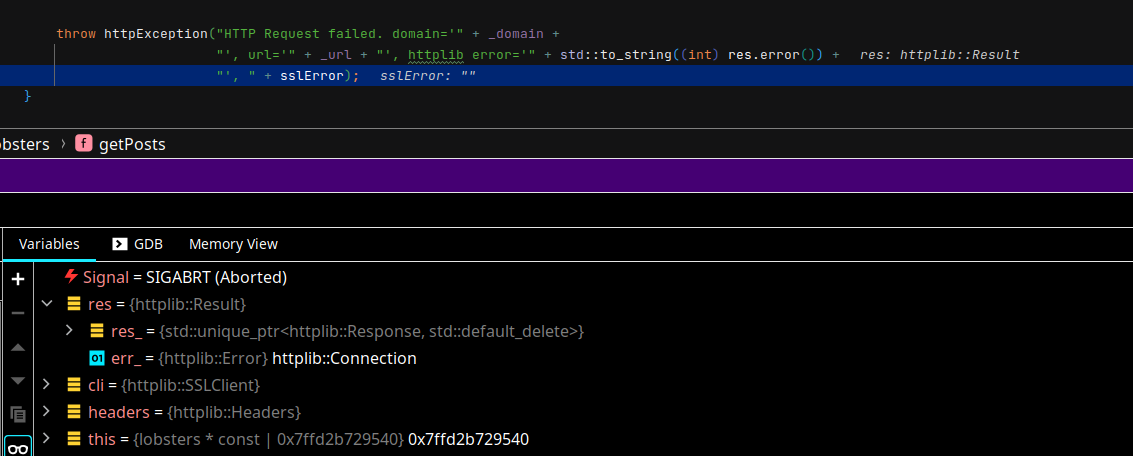 throw httpException("HTTP Request failed. domain='" + _domain +
"', url='" + _url + "', httplib error='" + std::to_string((int) res.error()) + res: httplib::Result
"', " + sslError); sslError: ""
}
obsters › f getPosts
Variables GDB Memory View
Signal = SIGABRT (Aborted)
res = {httplib::Result}
res_ = {std::unique_ptr<httplib::Response, std::default_delete>}
01 err_ = {httplib::Error} httplib::Connection
cli = {httplib::SSLClient}
headers = {httplib::Headers}
this = {lobsters * const | 0x7ffd2b729540} 0x7ffd2b729540